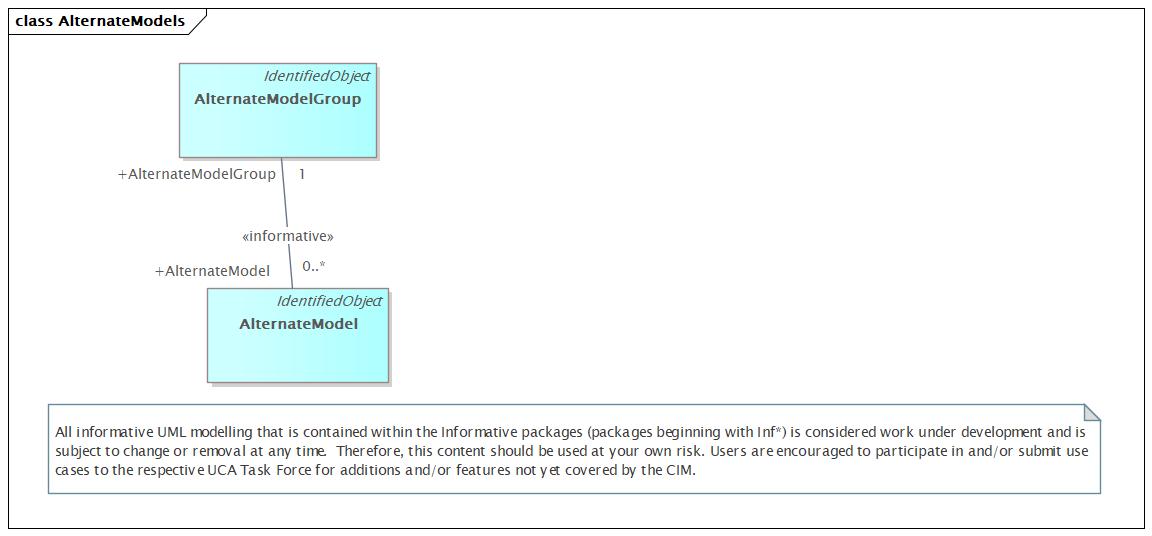 class AlternateModels
IdentifiedObject
AlternateModelGroup
+AlternateModelGroup 1
«informative»
+AlternateModel 0..*
IdentifiedObject
AlternateModel
All informative UML modelling that is contained within the Informative packages (packages beginning with Inf*) is considered work under development and is
subject to change or removal at any time.  Therefore, this content should be used at your own risk. Users are encouraged to participate in and/or submit use
cases to the respective UCA Task Force for additions and/or features not yet covered by the CIM.